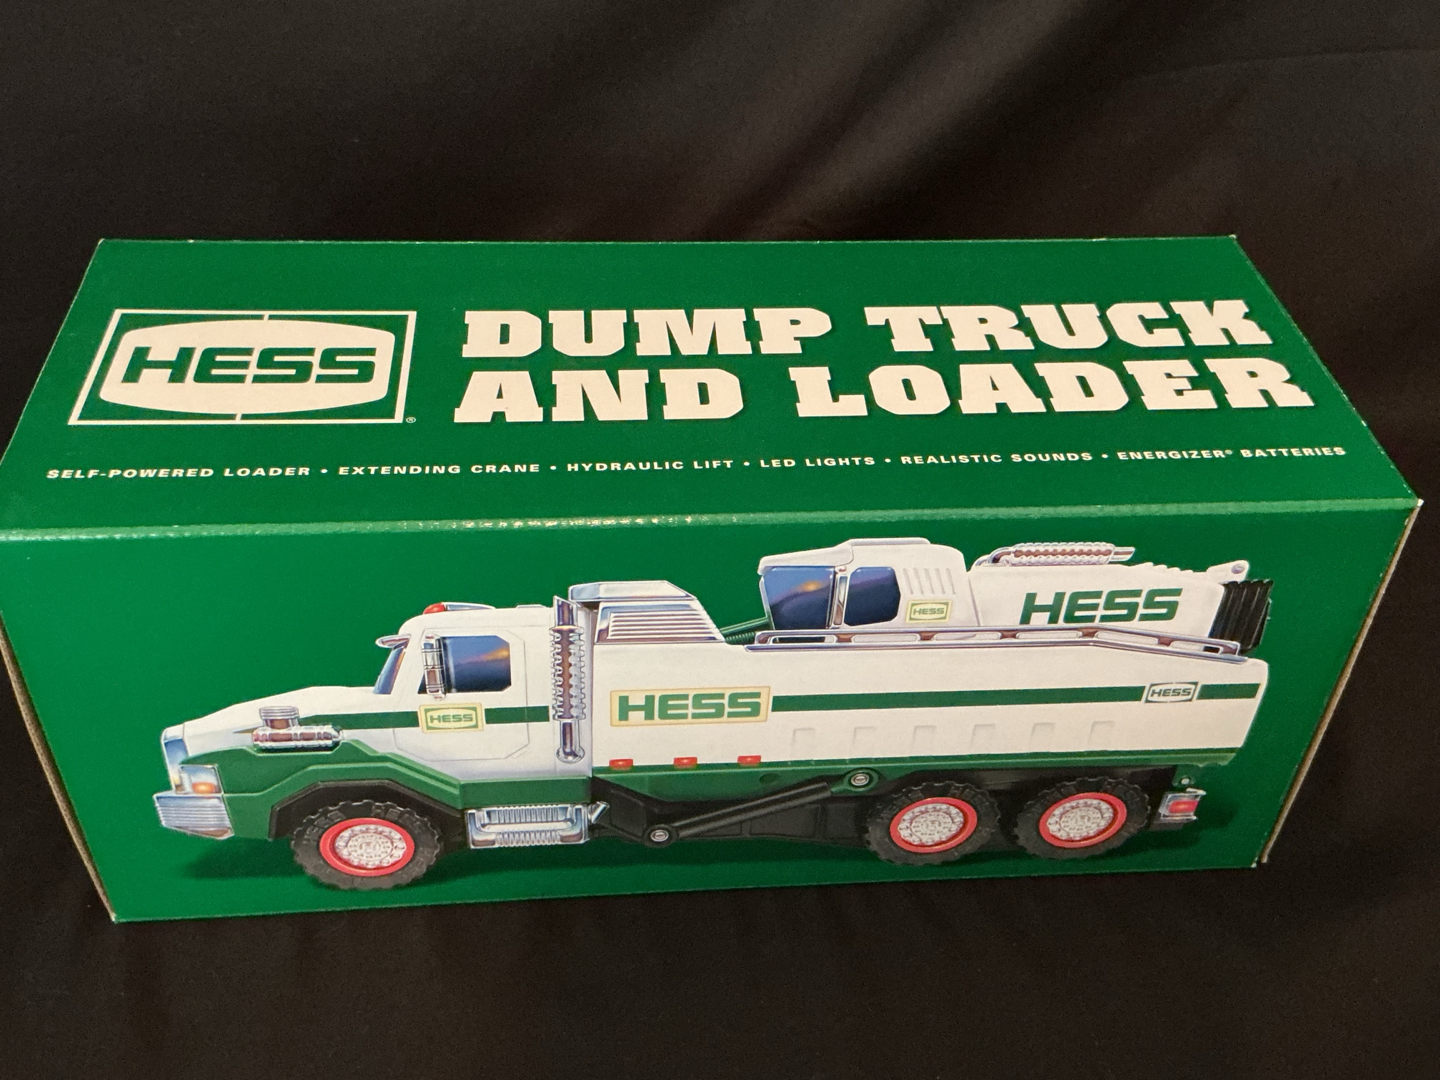 HESS ®
DUMP TRUCK
AND LOADER
SELF-POWERED LOADER • EXTENDING CRANE • HYDRAULIC LIFT • LED LIGHTS • REALISTIC SOUNDS • ENERGIZER® BATTERIES
HESS
HESS
HESS
HESS
HESS